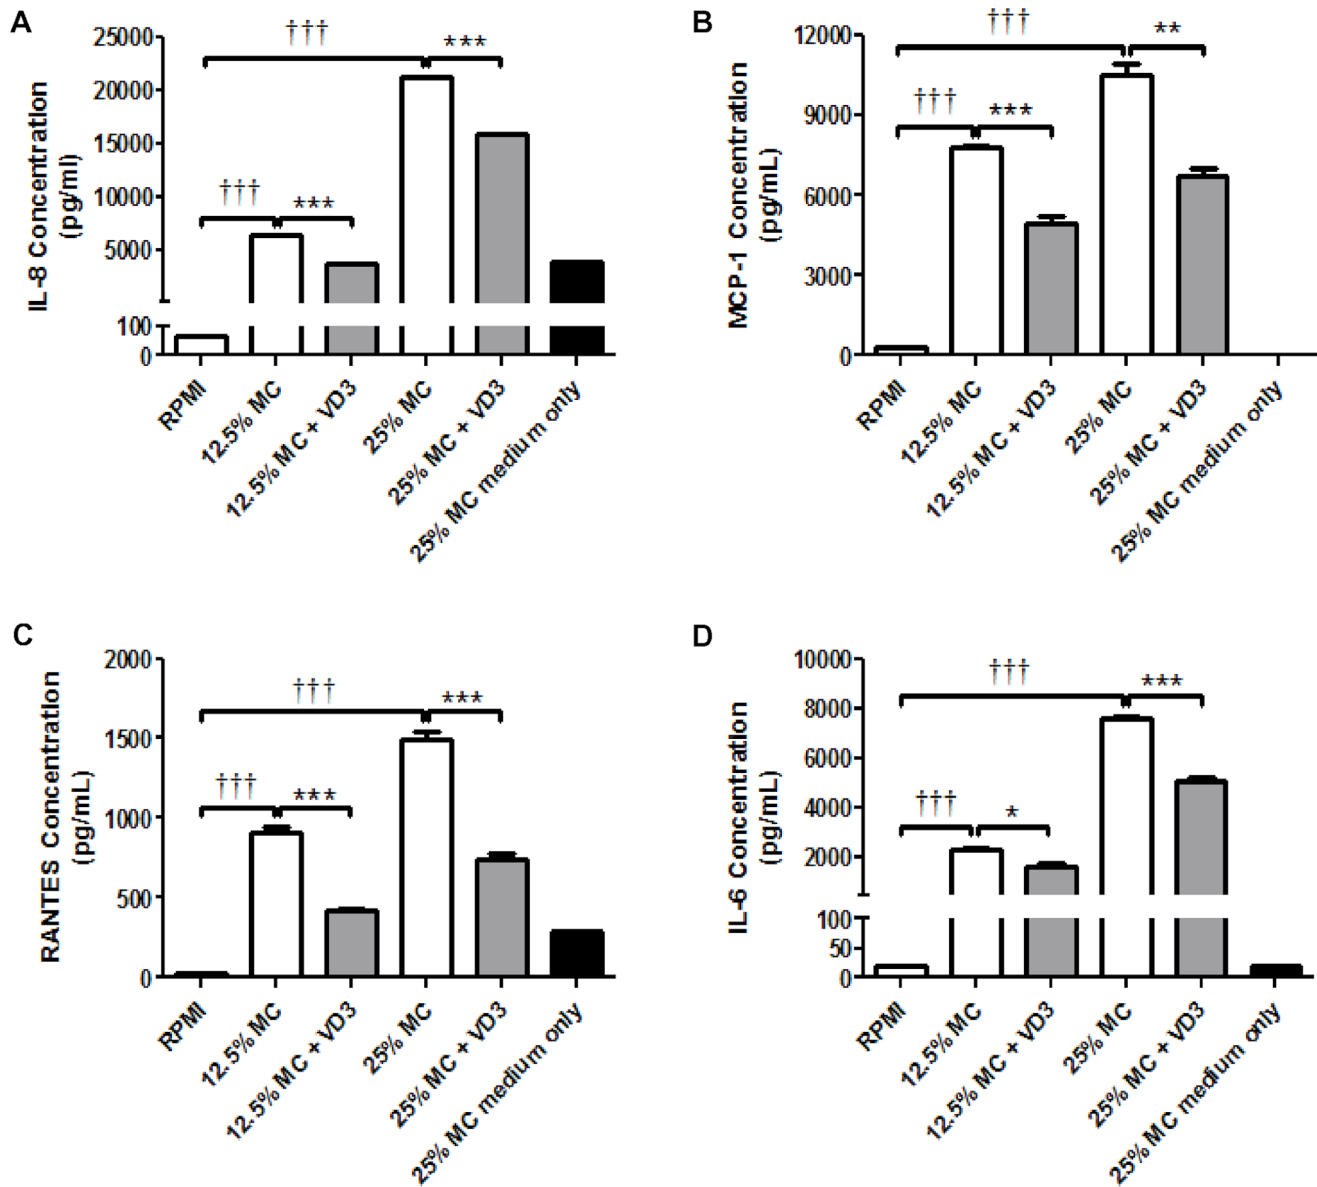 A
IL-8 Concentration
(pg/ml)
25000
20000
15000
10000
5000
100
0
†††
***
†††
***
RPMI
12.5% MC
12.5% MC + VD3
25% MC
25% MC + VD3
25% MC medium only
B
MCP-1 Concentration
(pg/mL)
12000
9000
6000
3000
0
†††
**
†††
***
RPMI
12.5% MC
12.5% MC + VD3
25% MC
25% MC + VD3
25% MC medium only
C
RANTES Concentration
(pg/mL)
2000
1500
1000
500
0
†††
***
†††
***
RPMI
12.5% MC
12.5% MC + VD3
25% MC
25% MC + VD3
25% MC medium only
D
IL-6 Concentration
(pg/mL)
10000
8000
6000
4000
2000
100
50
0
†††
***
†††
*
RPMI
12.5% MC
12.5% MC + VD3
25% MC
25% MC + VD3
25% MC medium only